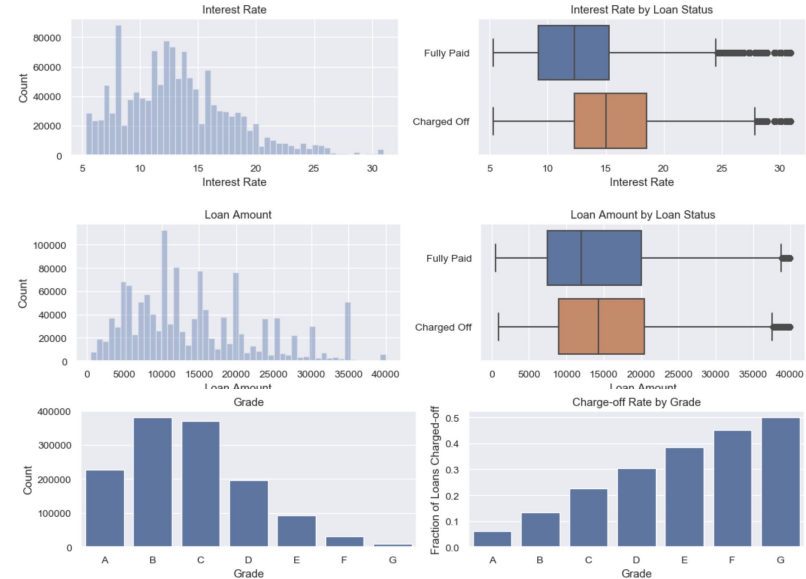 Interest Rate
Count
80000
60000
40000
20000
0
5 10 15 20 25 30
Interest Rate
Interest Rate by Loan Status
Fully Paid
Charged Off
5 10 15 20 25 30
Interest Rate
Loan Amount
Count
100000
80000
60000
40000
20000
0
0 5000 10000 15000 20000 25000 30000 35000 40000
Loan Amount
Loan Amount by Loan Status
Fully Paid
Charged Off
0 5000 10000 15000 20000 25000 30000 35000 40000
Loan Amount
Grade
Count
400000
300000
200000
100000
0
A B C D E F G
Grade
Charge-off Rate by Grade
Fraction of Loans Charged-off
0.5
0.4
0.3
0.2
0.1
0.0
A B C D E F G
Grade